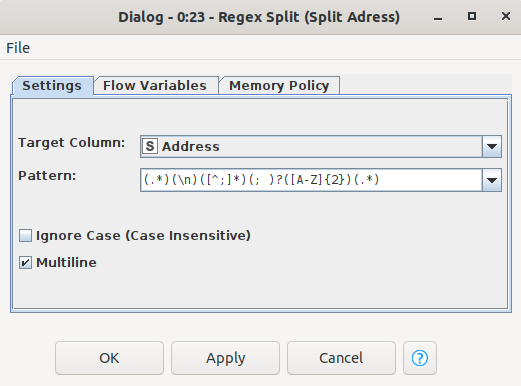 Dialog - 0:23 - Regex Split (Split Adress)
File
Settings Flow Variables Memory Policy
Target Column: S Address
Pattern: (.*)(\n)([^;]*)(; )?([A-Z]{2})(.*)
Ignore Case (Case Insensitive)
Multiline
OK Apply Cancel ?